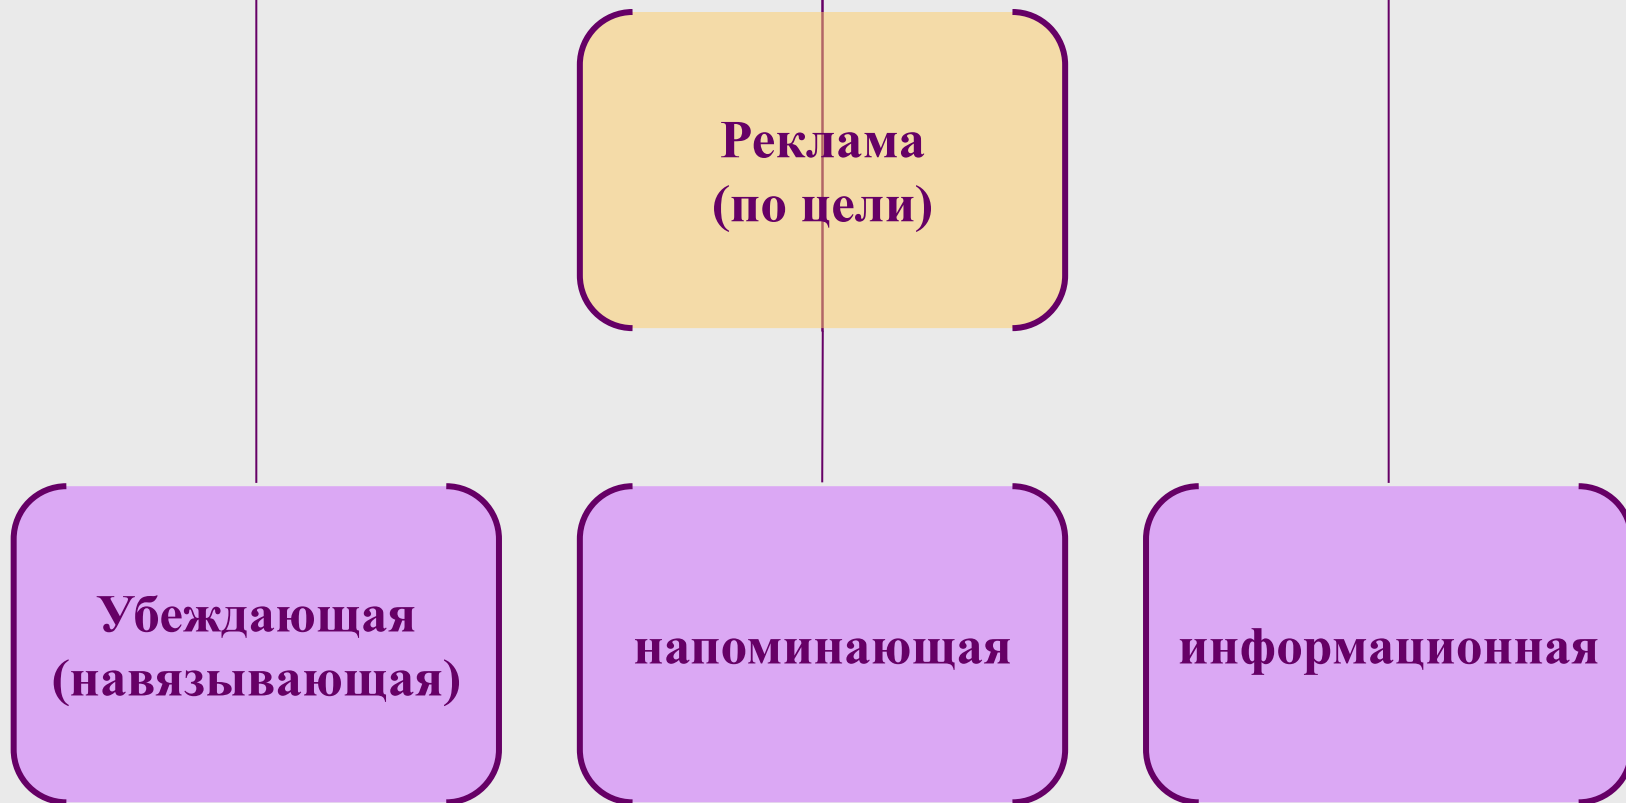 Реклама
(по цели)
Убеждающая
(навязывающая)
напоминающая
информационная